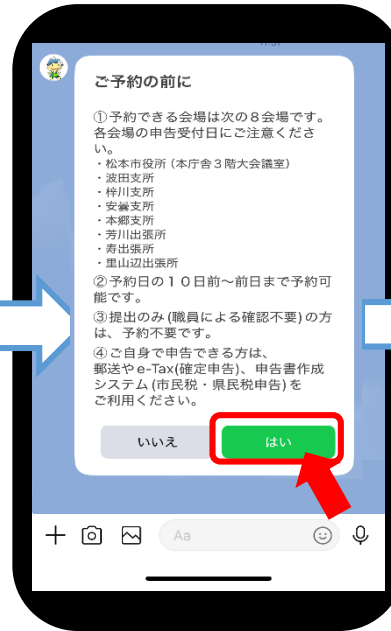 ご予約の前に
①予約できる会場は次の８会場です。
各会場の申告受付日にご注意くださ
い。
・松本市役所（本庁舎３階大会議室）
・波田支所
・梓川支所
・安曇支所
・本郷支所
・芳川出張所
・寿出張所
・里山辺出張所
②予約日の１０日前～前日まで予約可
能です。
③提出のみ(職員による確認不要)の方
は、予約不要です。
④ご自身で申告できる方は、
郵送やe-Tax(確定申告)、申告書作成
システム(市民税・県民税申告)を
ご利用ください。
いいえ
はい
Aa